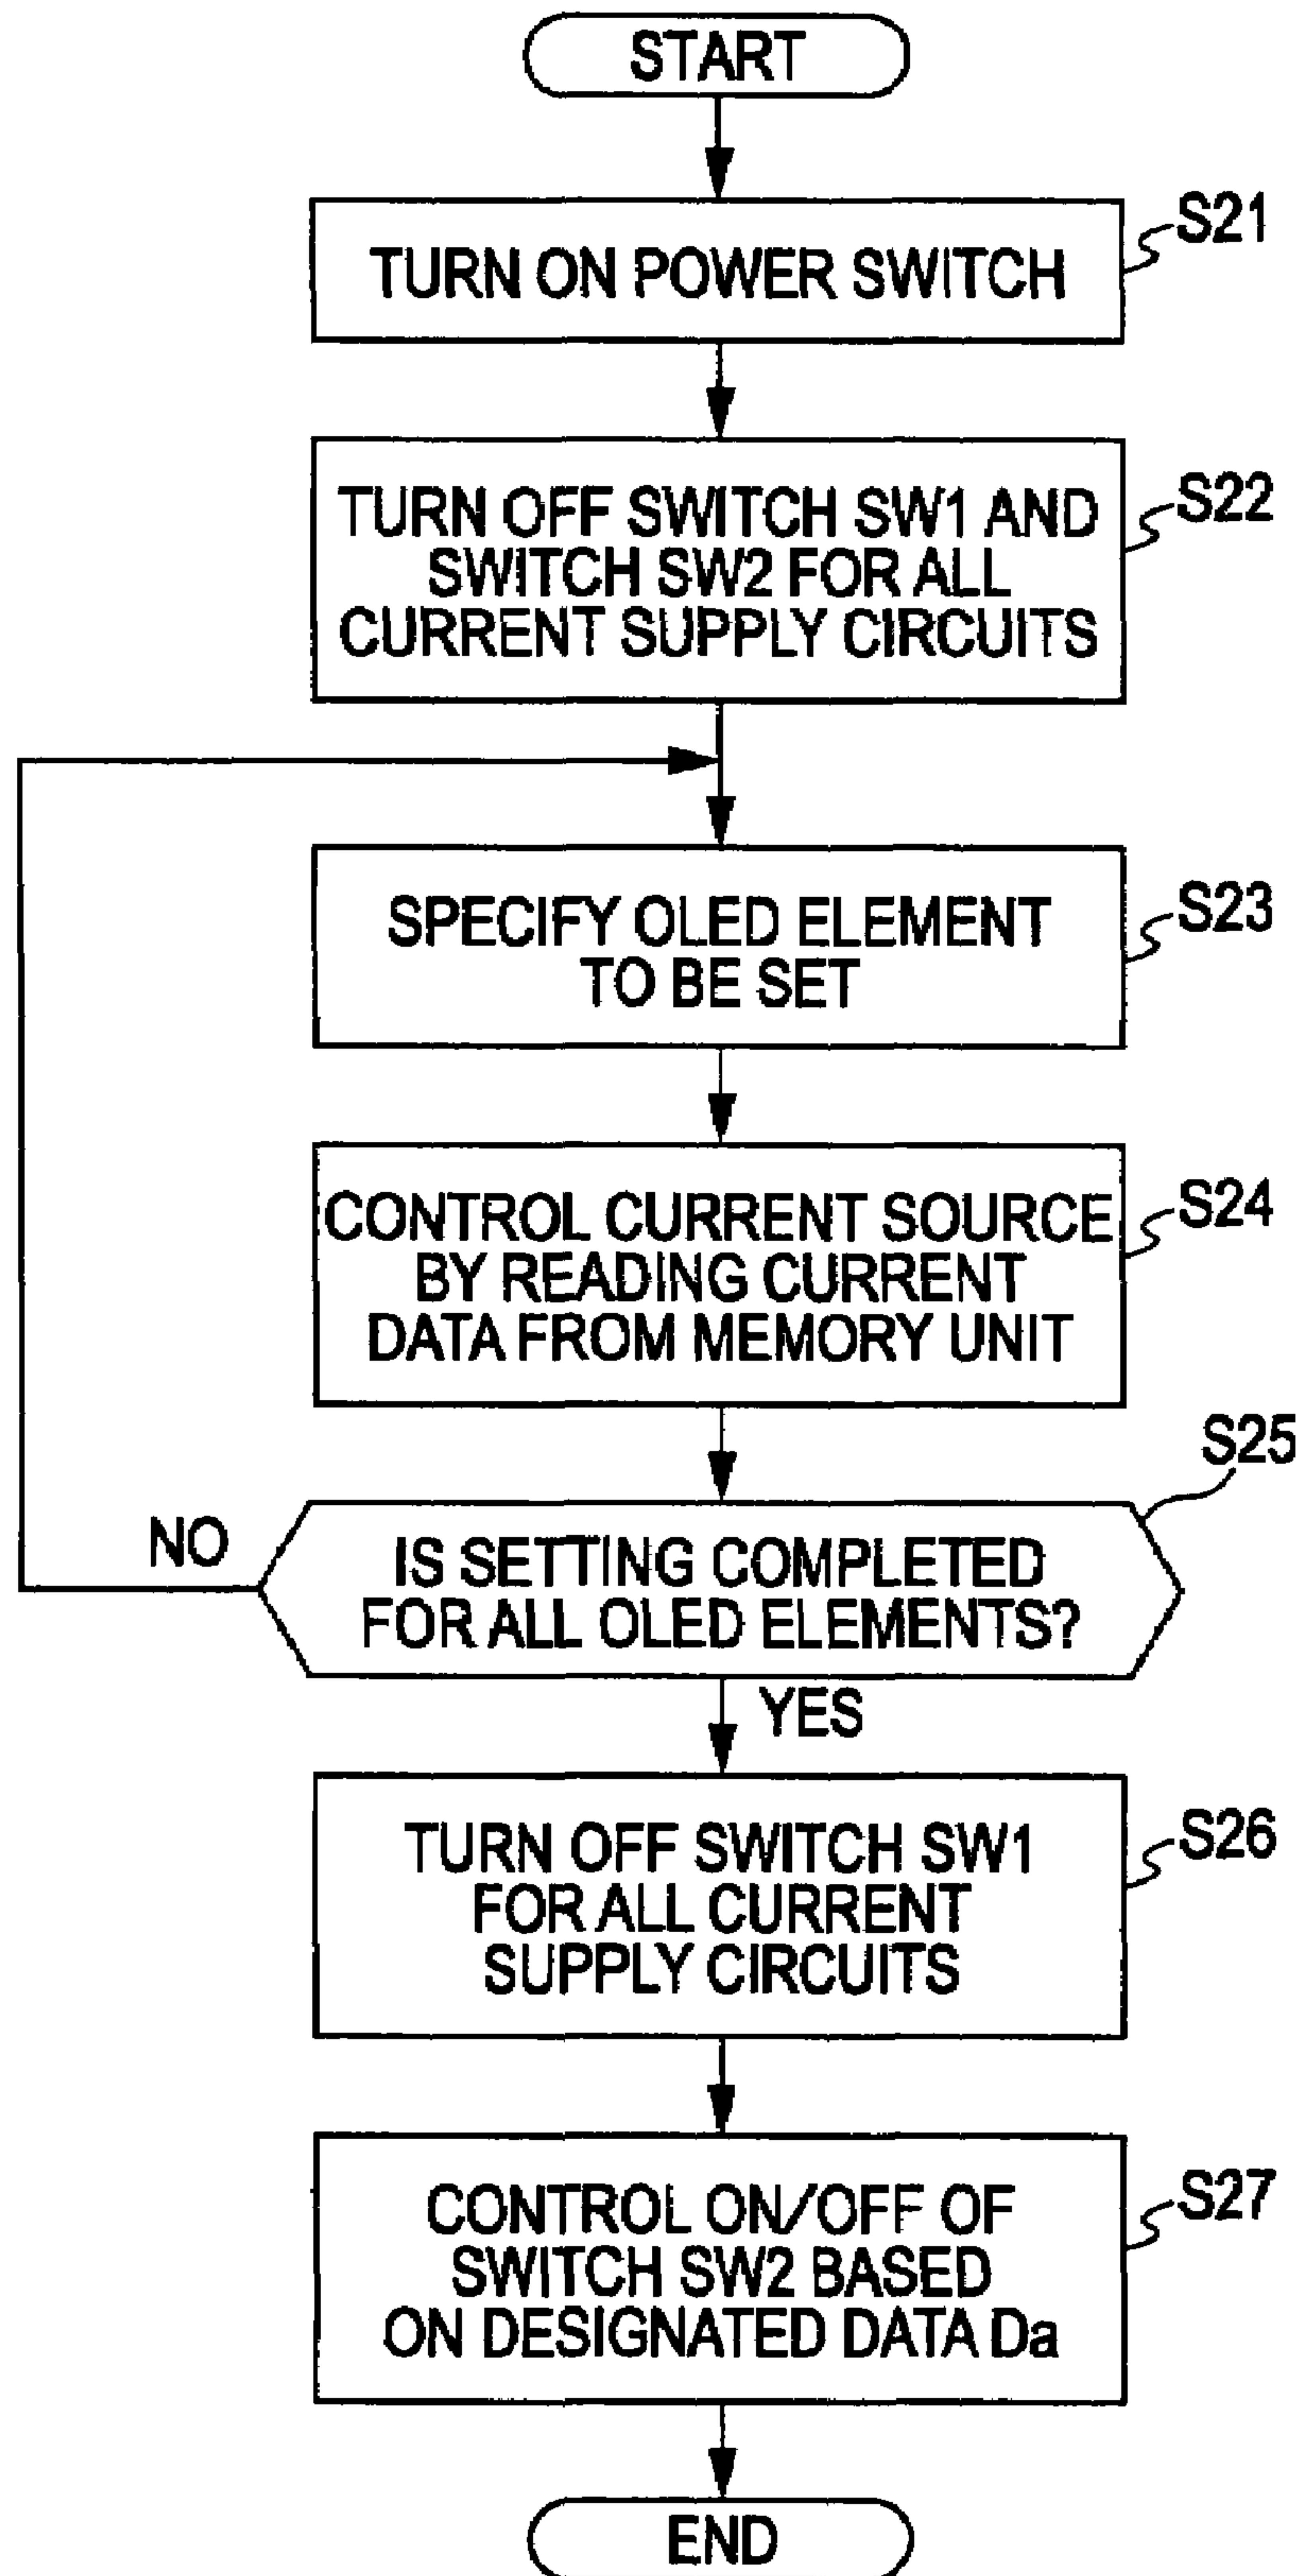 START
TURN ON POWER SWITCH
S21
TURN OFF SWITCH SW1 AND
SWITCH SW2 FOR ALL
CURRENT SUPPLY CIRCUITS
S22
SPECIFY OLED ELEMENT
TO BE SET
S23
CONTROL CURRENT SOURCE
BY READING CURRENT
DATA FROM MEMORY UNIT
S24
IS SETTING COMPLETED
FOR ALL OLED ELEMENTS?
S25
NO
YES
TURN OFF SWITCH SW1
FOR ALL CURRENT
SUPPLY CIRCUITS
S26
CONTROL ON/OFF OF
SWITCH SW2 BASED
ON DESIGNATED DATA Da
S27
END